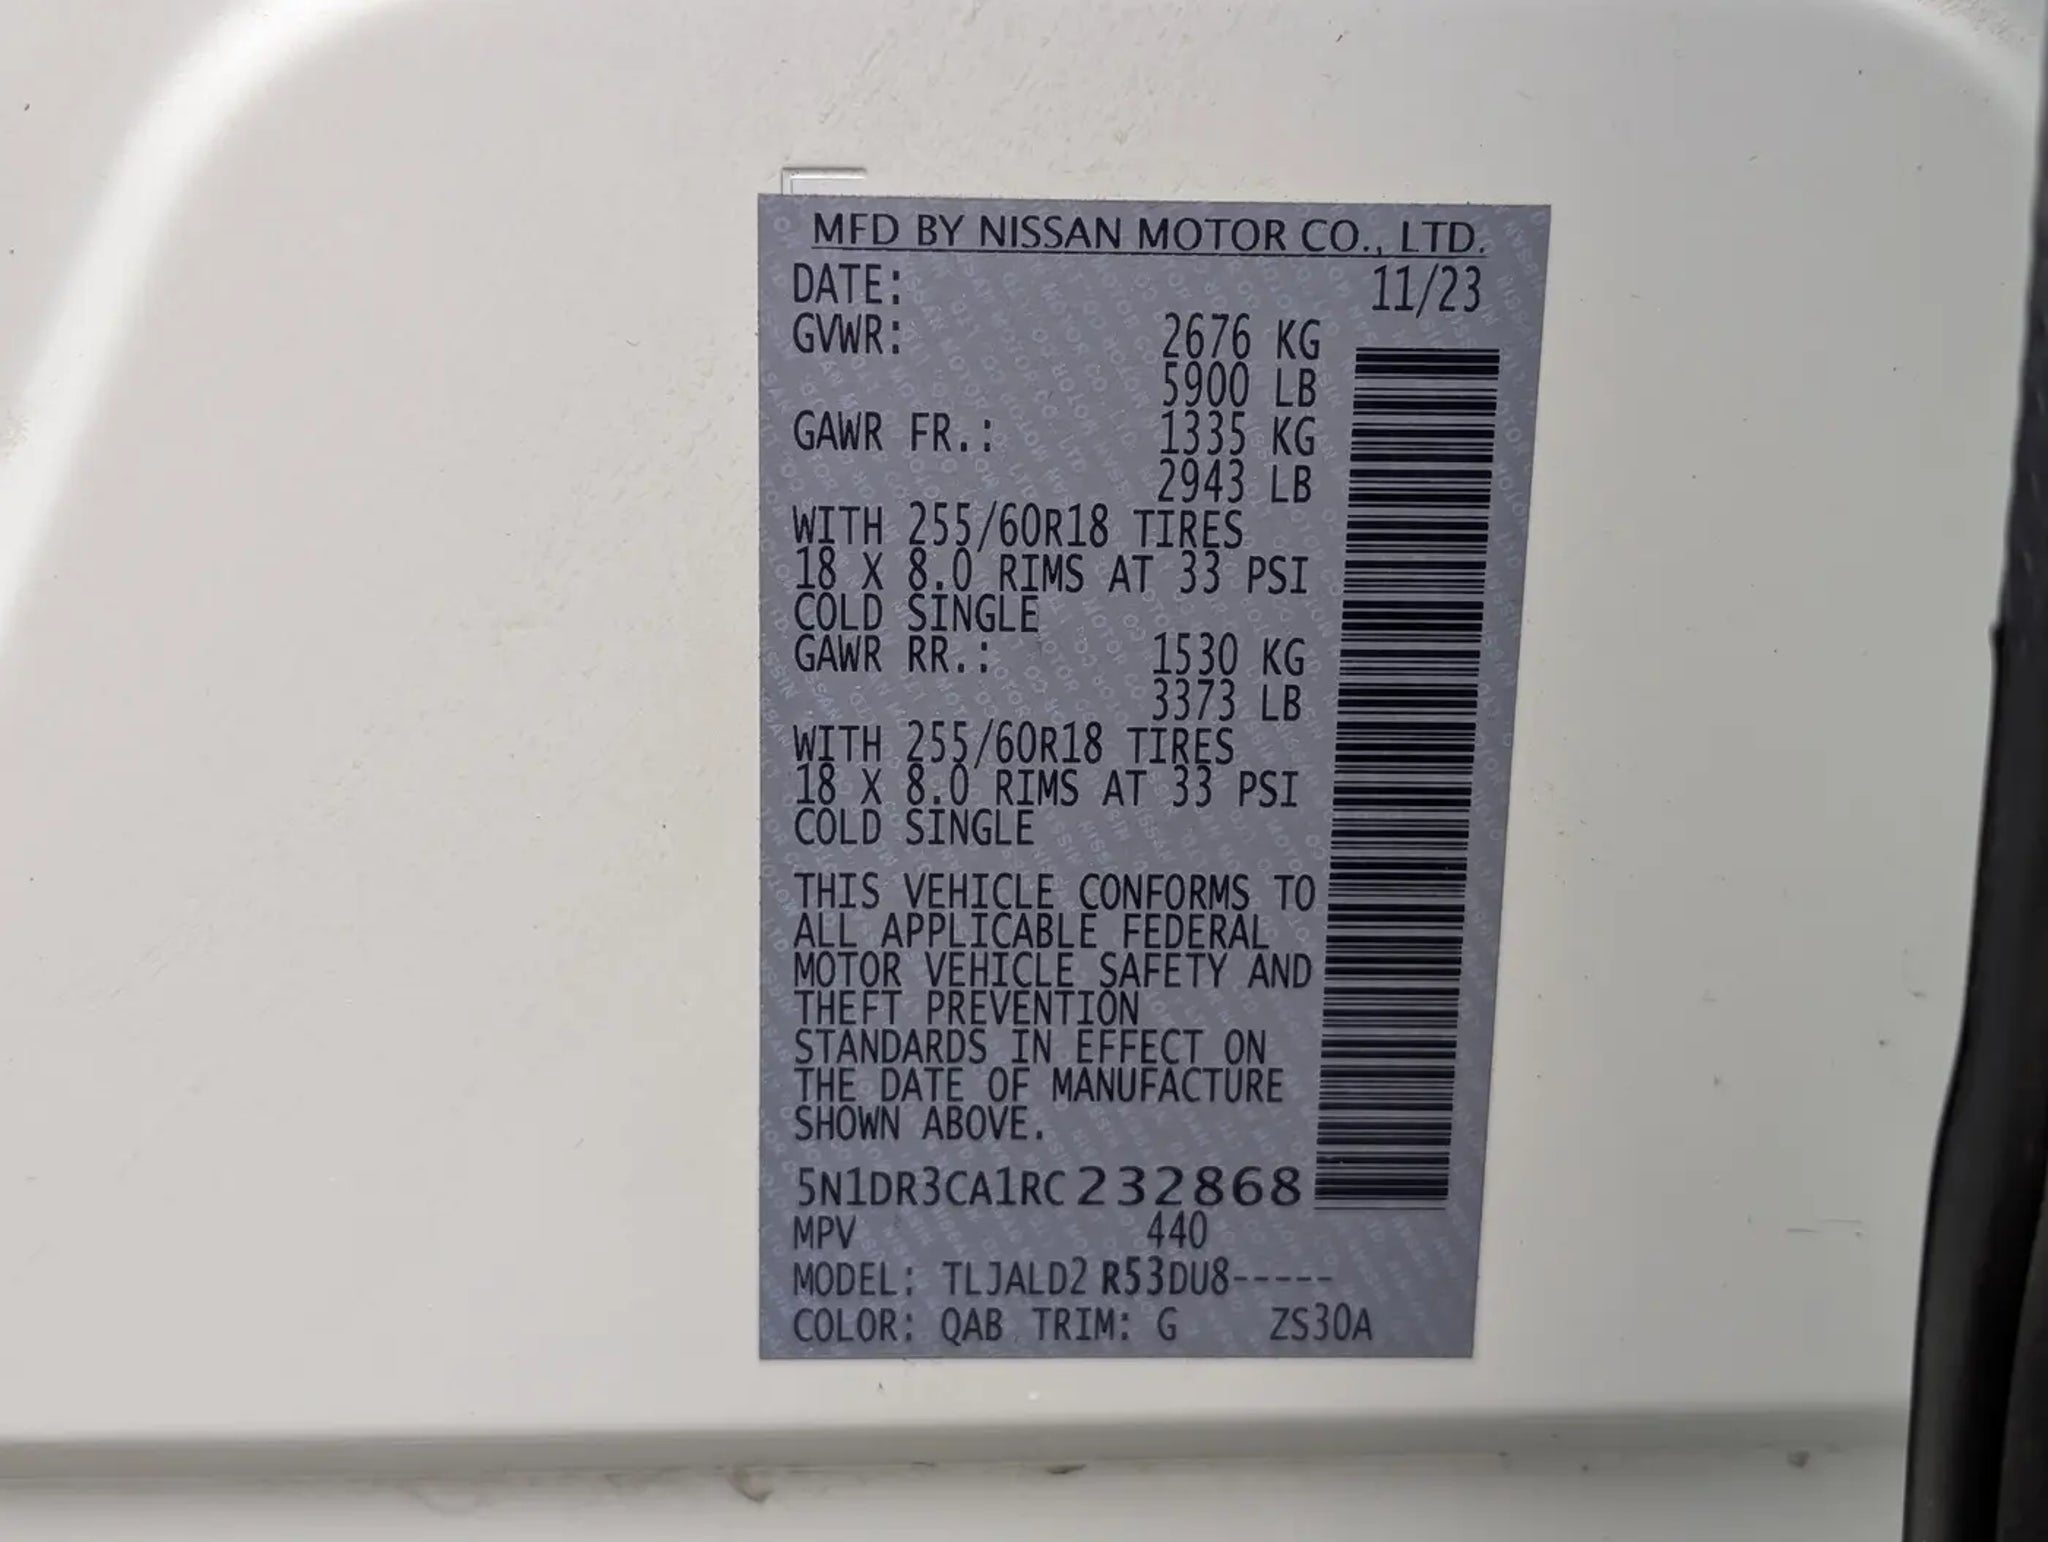 MFD BY NISSAN MOTOR CO., LTD.
DATE: 11/23
GVWR: 2676 KG
5900 LB
GAWR FR.: 1335 KG
2943 LB
WITH 255/60R18 TIRES
18 X 8.0 RIMS AT 33 PSI
COLD SINGLE
GAWR RR.: 1530 KG
3373 LB
WITH 255/60R18 TIRES
18 X 8.0 RIMS AT 33 PSI
COLD SINGLE
THIS VEHICLE CONFORMS TO
ALL APPLICABLE FEDERAL
MOTOR VEHICLE SAFETY AND
THEFT PREVENTION
STANDARDS IN EFFECT ON
THE DATE OF MANUFACTURE
SHOWN ABOVE.
5N1DR3CA1RC232868
MPV 440
MODEL: TLJALD2 R53DU8-----
COLOR: QAB TRIM: G ZS30A